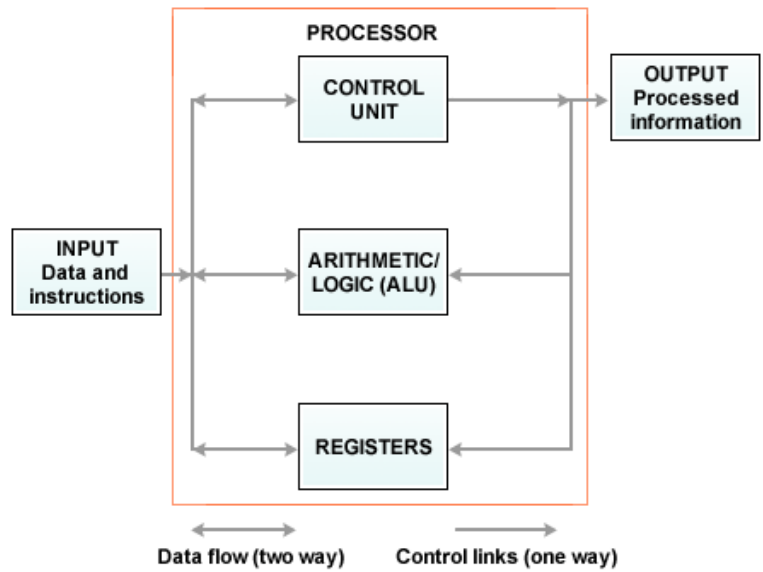 PROCESSOR
CONTROL
UNIT
OUTPUT
Processed
information
INPUT
Data and
instructions
ARITHMETIC/
LOGIC (ALU)
REGISTERS
Data flow (two way)
Control links (one way)